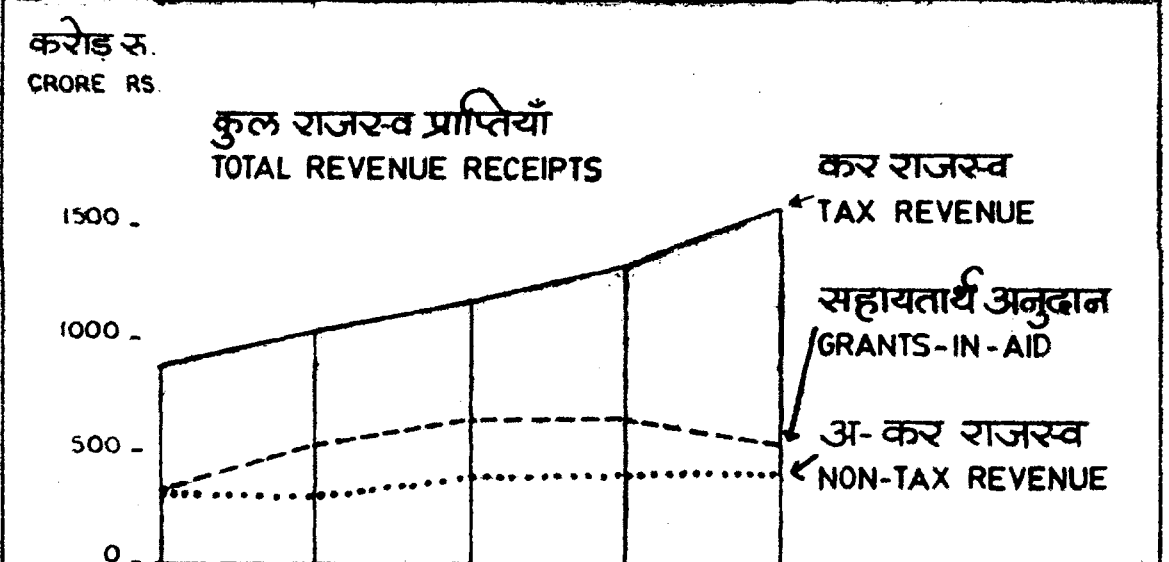 करोड़ रु.
CRORE RS.
कुल राजस्व प्राप्तियाँ
TOTAL REVENUE RECEIPTS
कर राजस्व
TAX REVENUE
1500
सहायतार्थ अनुदान
GRANTS-IN-AID
1000
अ-कर राजस्व
NON-TAX REVENUE
500
0